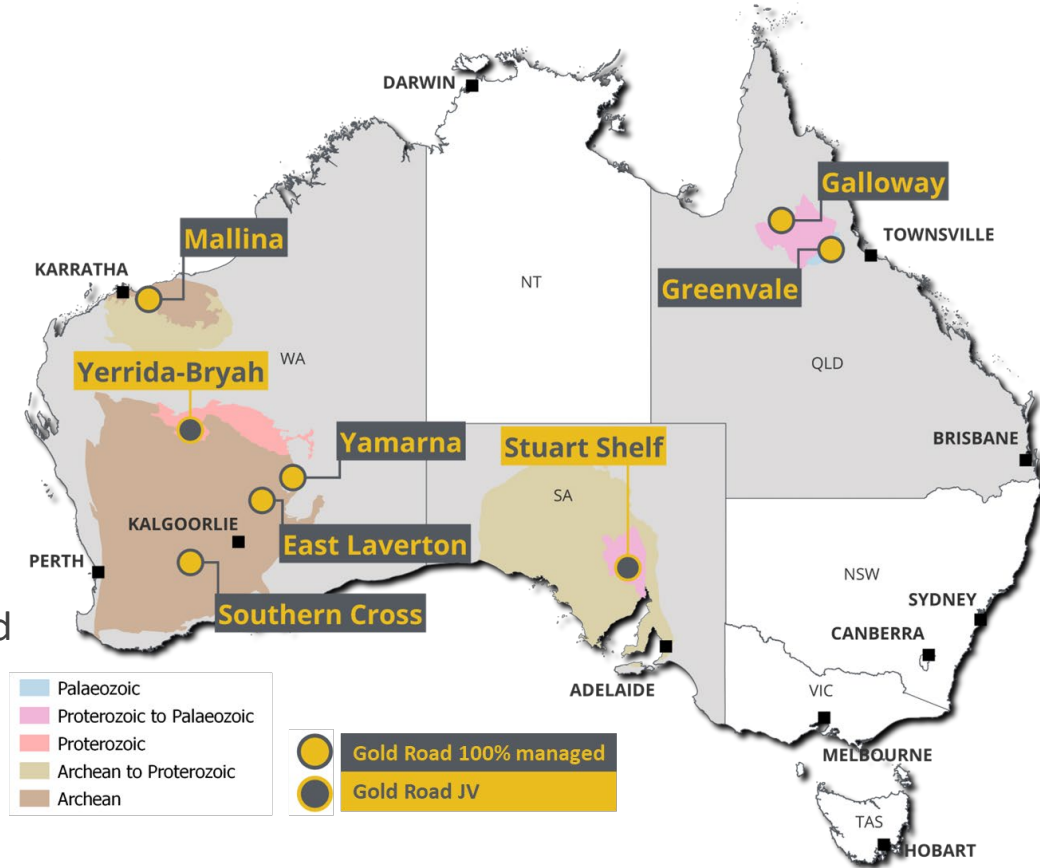 DARWIN
Galloway
TOWNSVILLE
Mallina
KARRATHA
Greenvale
NT
WA
QLD
Yerrida-Bryah
Yamarna
Stuart Shelf
BRISBANE
SA
KALGOORLIE
East Laverton
PERTH
NSW
SYDNEY
Southern Cross
d
CANBERRA
ADELAIDE
VIC
MELBOURNE
TAS
HOBART
Palaeozoic
Proterozoic to Palaeozoic
Proterozoic
Archean to Proterozoic
Archean
Gold Road 100% managed
Gold Road JV